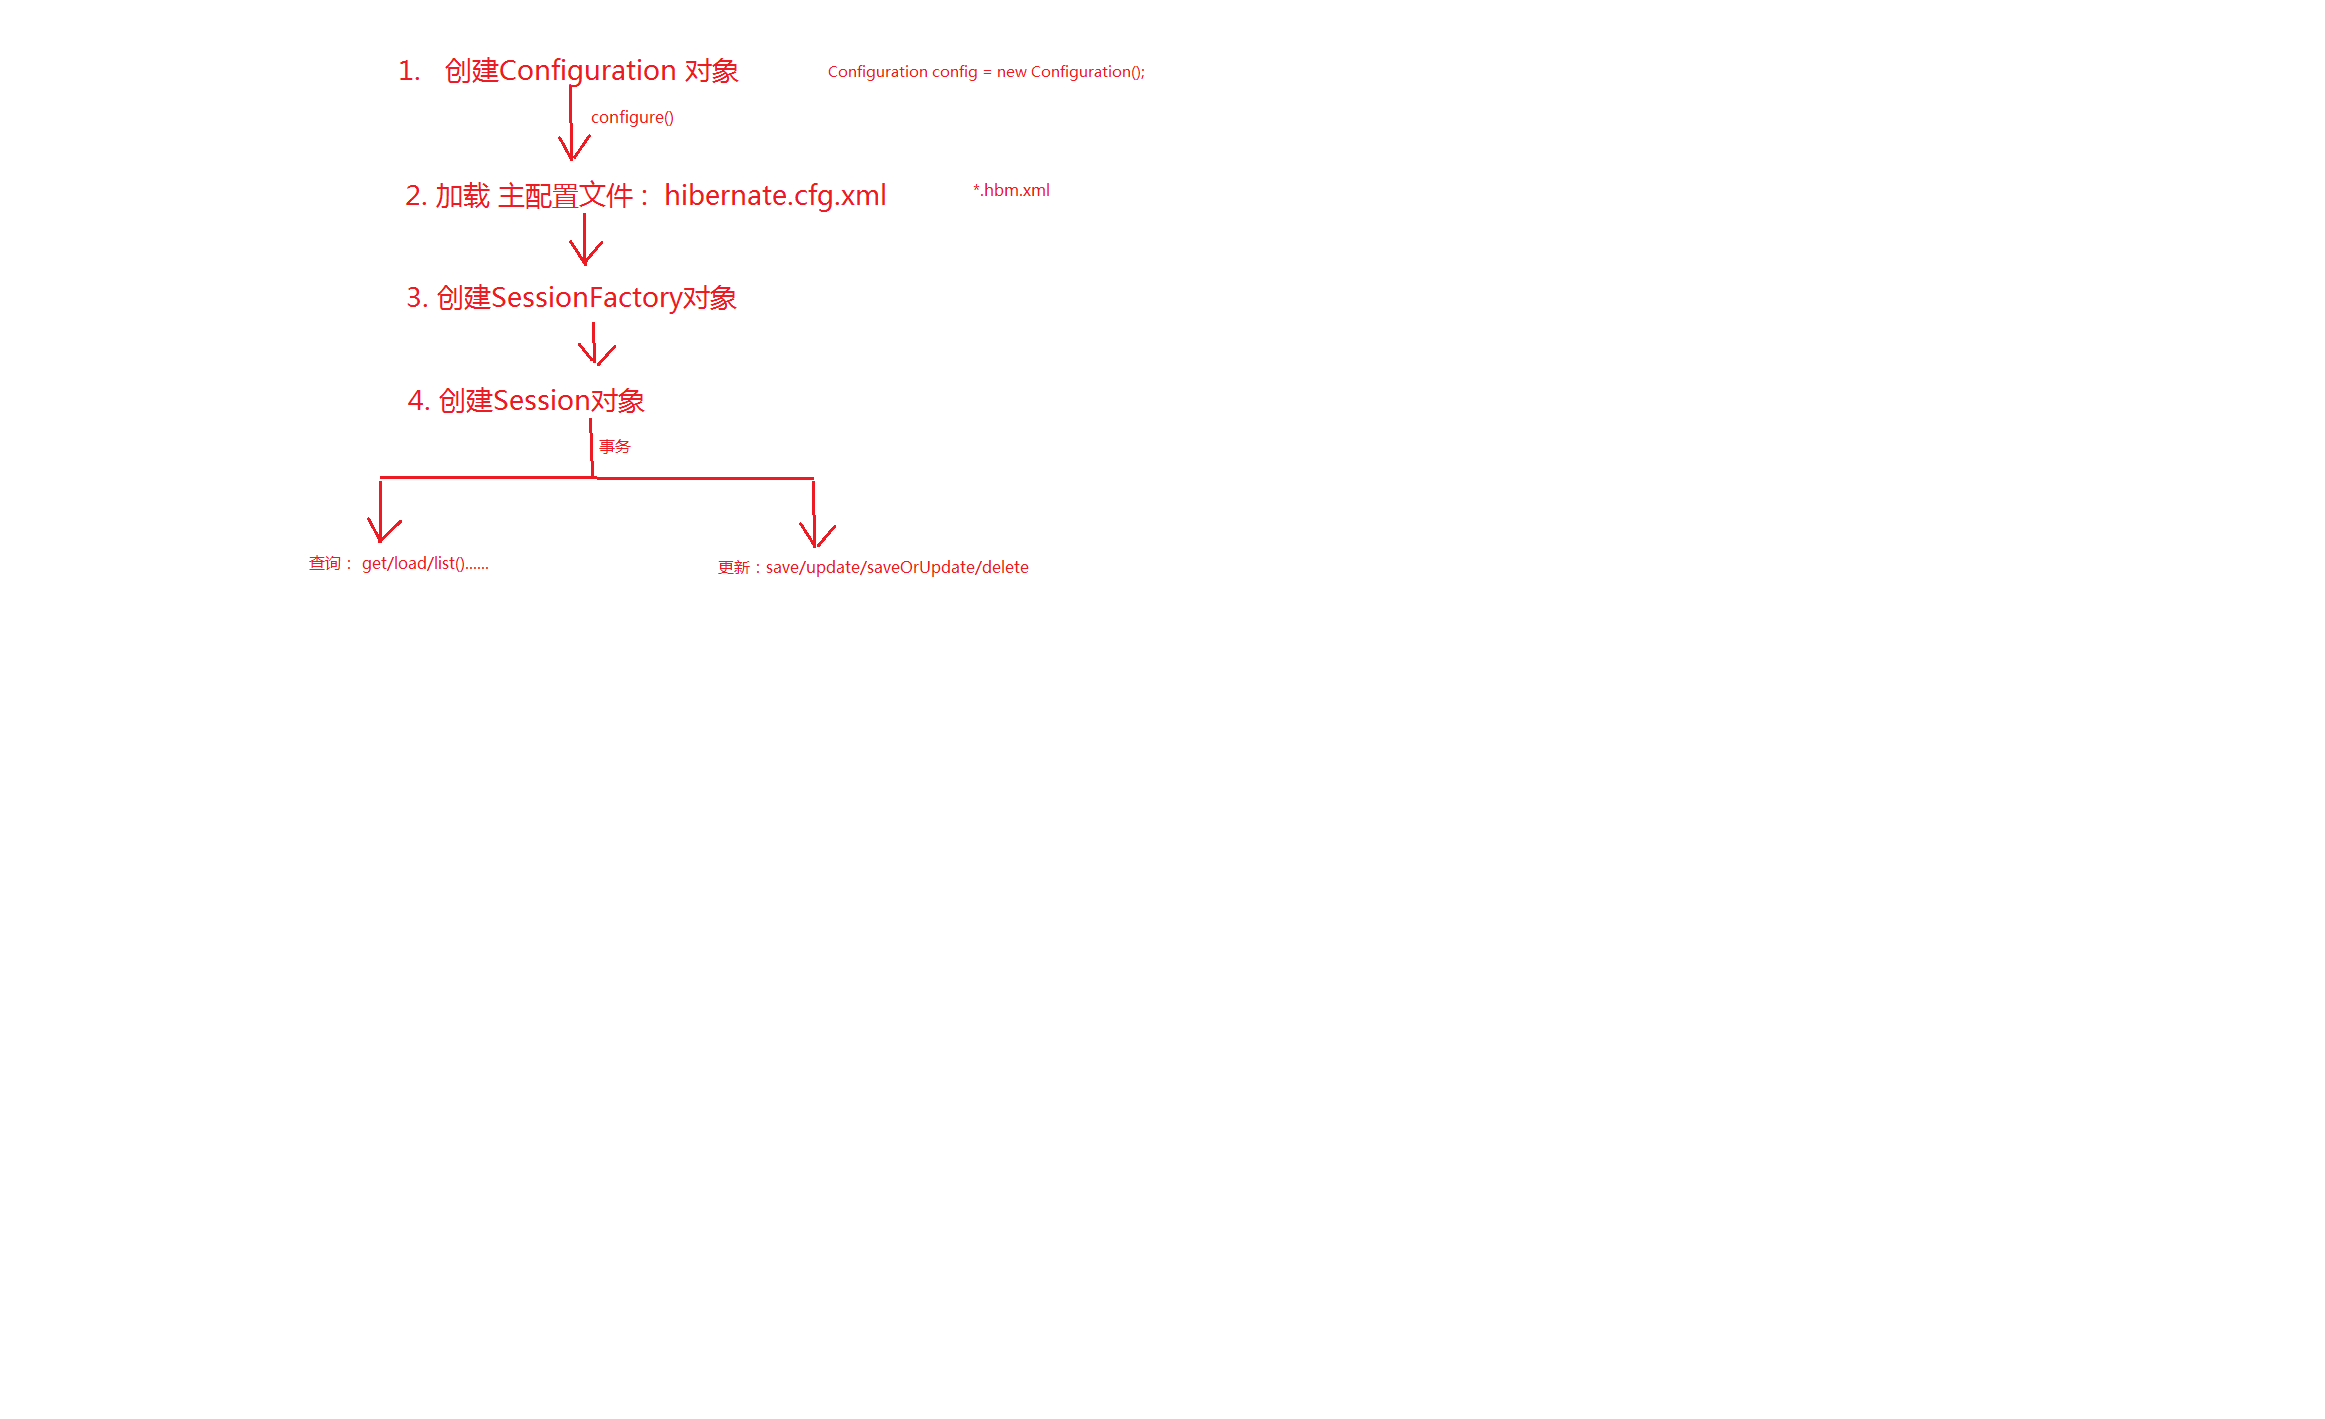 1. 创建Configuration 对象 Configuration config = new Configuration();
configure()
2. 加载 主配置文件： hibernate.cfg.xml *.hbm.xml
3. 创建SessionFactory对象
4. 创建Session对象
事务
查询： get/load/list()......
更新：save/update/saveOrUpdate/delete